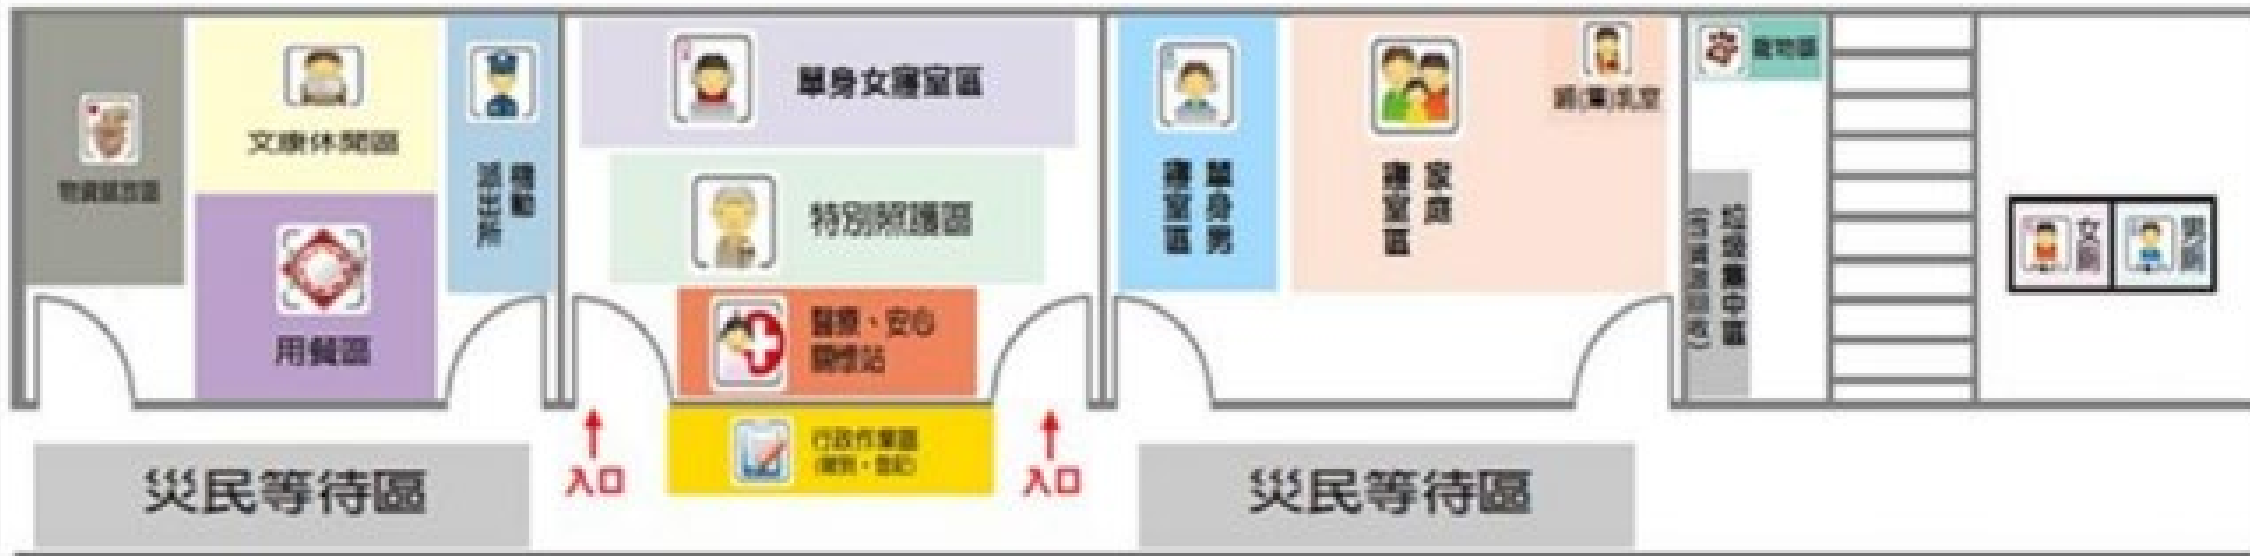 物資儲放區
文康休閒區
用餐區
機動
派出所
單身女寢室區
特別照護區
醫療、安心
關懷站
行政作業區
入口
入口
單身男
寢室區
家庭
寢室區
哺(集)乳室
寵物區
垃圾集中區
女廁
男廁
災民等待區
災民等待區